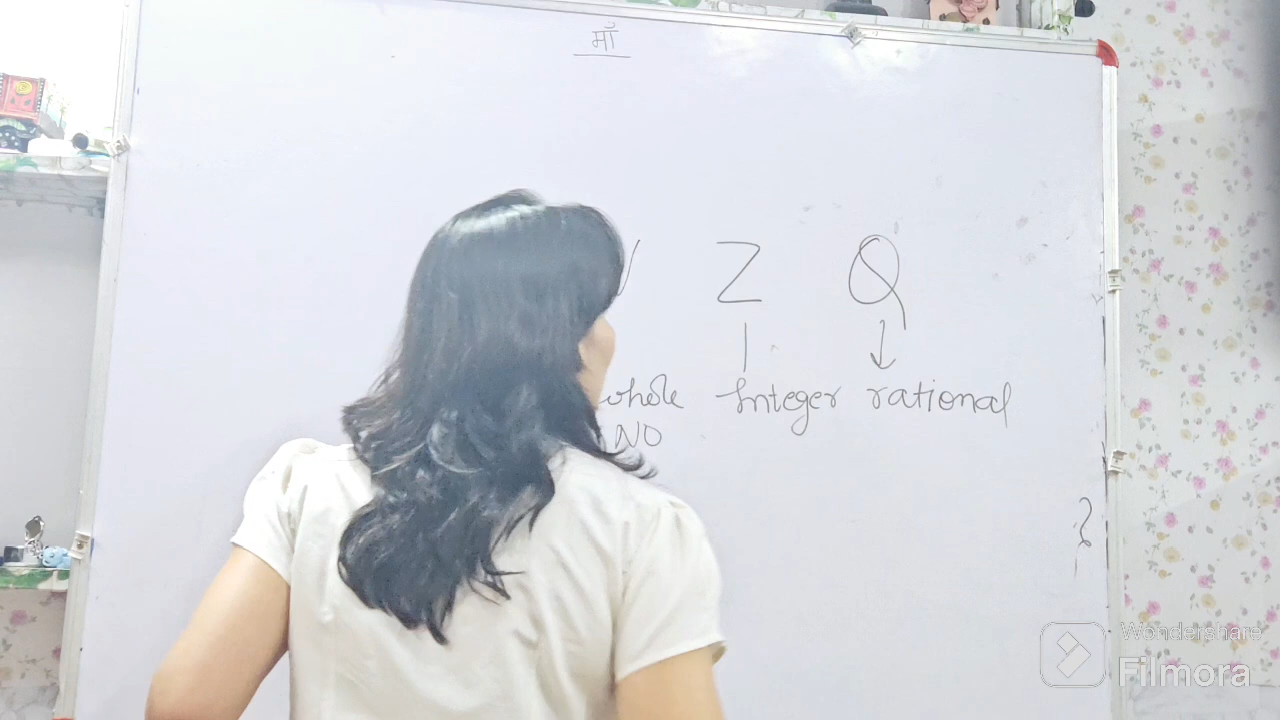 माँ
Z Q
whole Integer rational
NO
Wondershare
Filmora